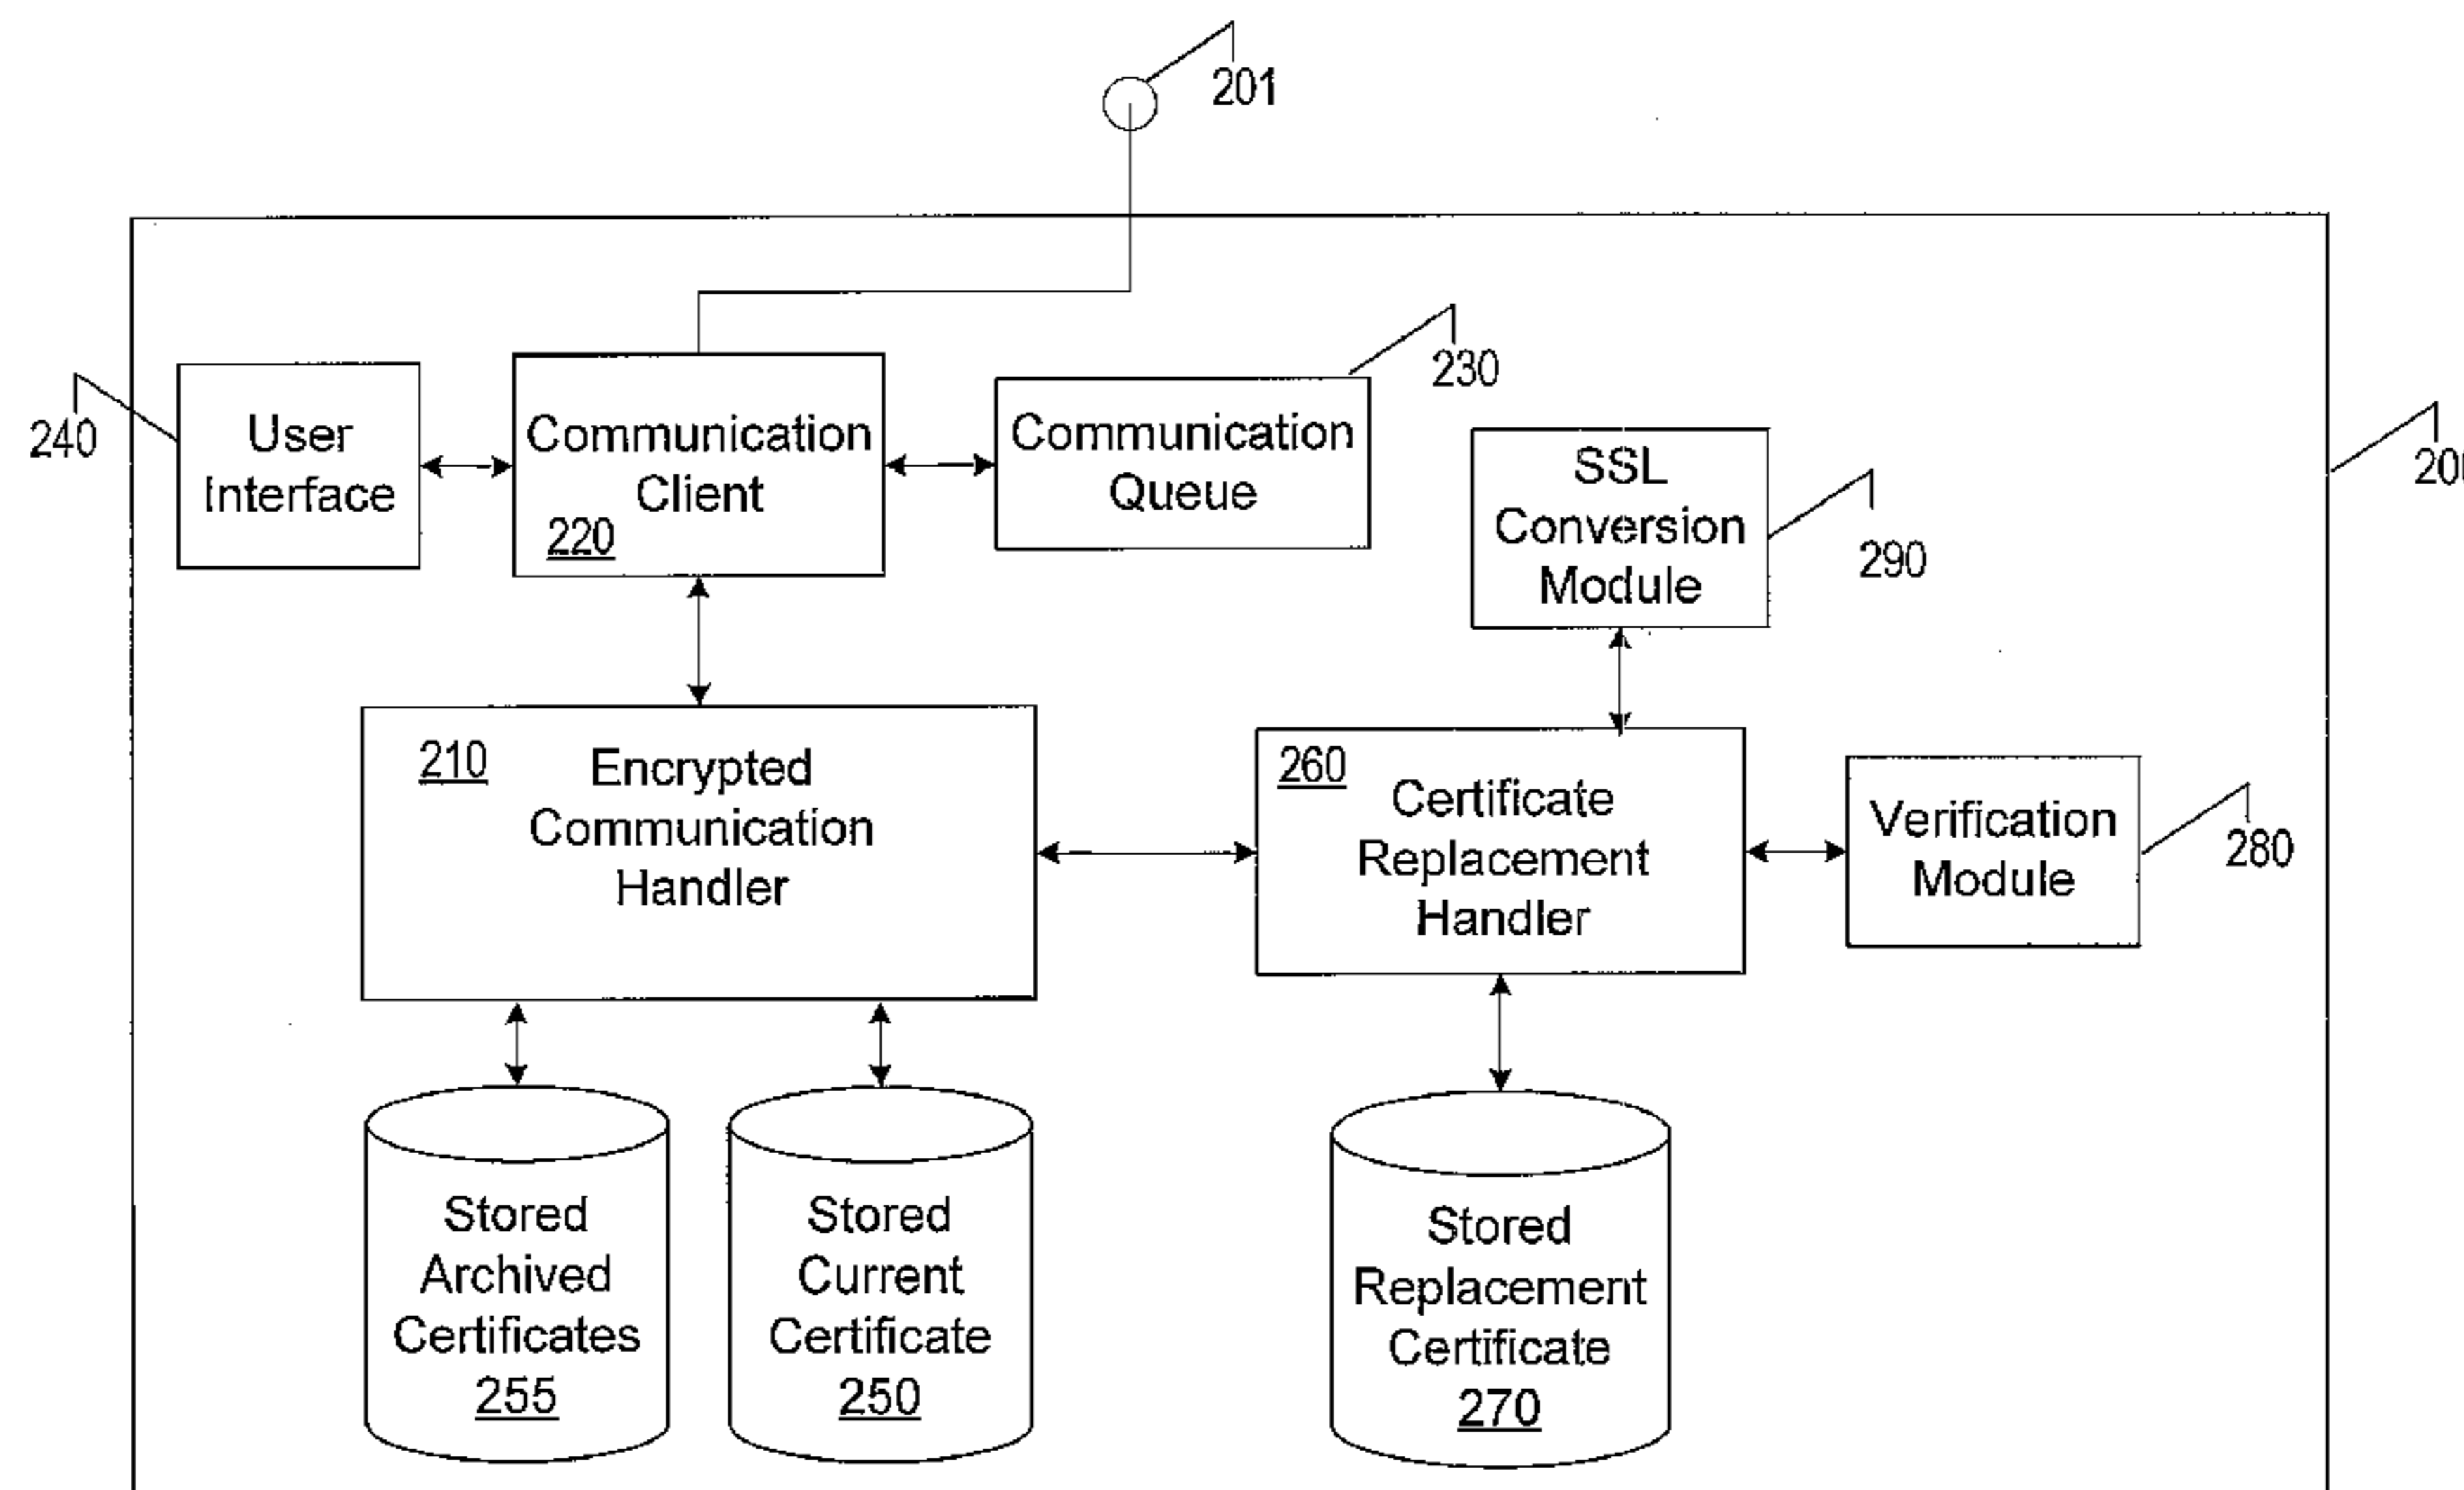 201
230
240
User
Interface
Communication
Client
220
Communication
Queue
SSL
Conversion
Module
290
210
Encrypted
Communication
Handler
260
Certificate
Replacement
Handler
Verification
Module
280
Stored
Archived
Certificates
255
Stored
Current
Certificate
250
Stored
Replacement
Certificate
270